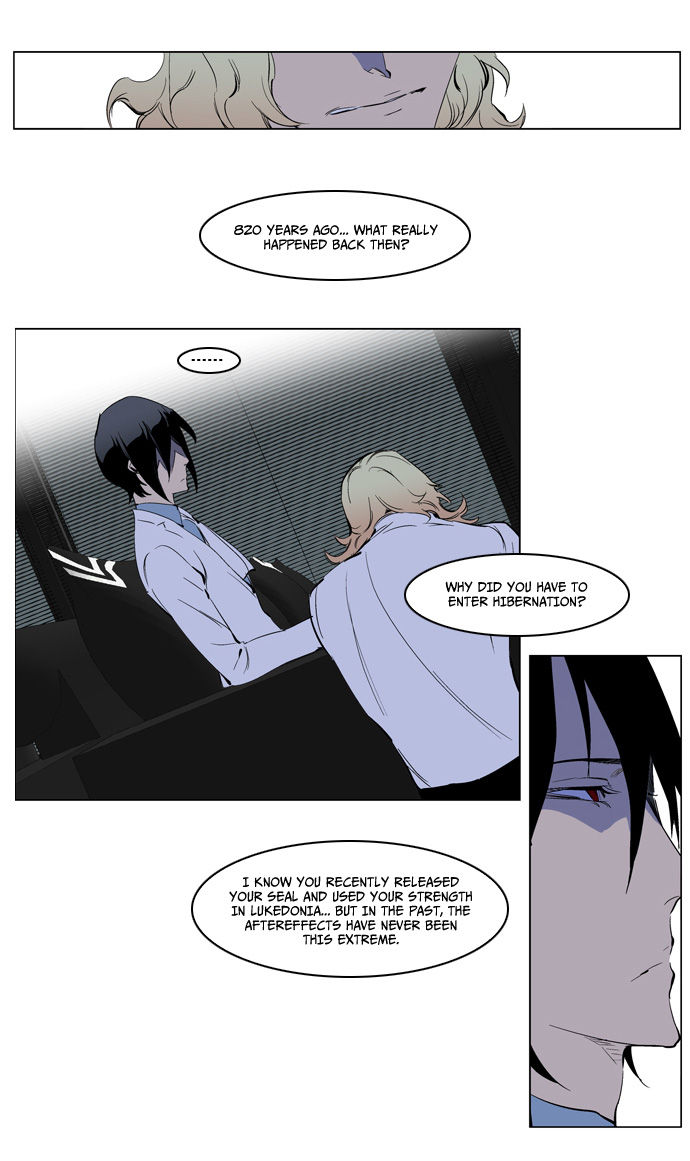 820 YEARS AGO... WHAT REALLY
HAPPENED BACK THEN?
......
WHY DID YOU HAVE TO
ENTER HIBERNATION?
I KNOW YOU RECENTLY RELEASED
YOUR SEAL AND USED YOUR STRENGTH
IN LUKEDONIA... BUT IN THE PAST, THE
AFTEREFFECTS HAVE NEVER BEEN
THIS EXTREME.